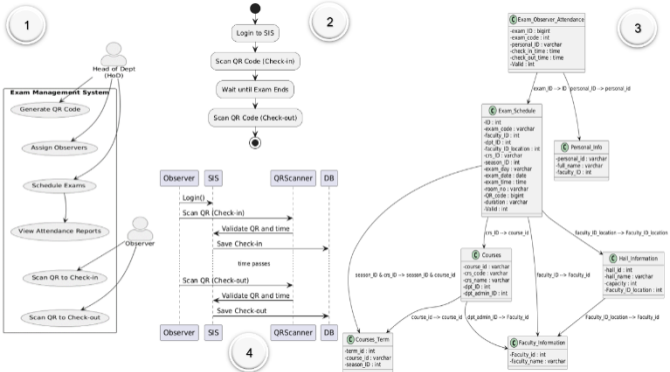 1
Head of Dept
(HoD)
Exam Management System
Generate QR Code
Assign Observers
Schedule Exams
View Attendance Reports
Observer
Scan QR to Check-in
Scan QR to Check-out
2
Login to SIS
Scan QR Code (Check-in)
Wait until Exam Ends
Scan QR Code (Check-out)
4
Observer SIS QRScanner DB
Login()
Scan QR (Check-in)
Validate QR and time
Save Check-in
time passes
Scan QR (Check-out)
Validate QR and time
Save Check-out
Observer SIS QRScanner DB
3
C Exam_Observer_Attendance
-exam_ID : bigint
-exam_code : int
-personal_ID : varchar
-check_in_time : time
-check_out_time : time
-Valid : int
exam_ID --> ID
personal_ID --> personal_id
C Exam_Schedule
-ID : int
-exam_code : varchar
-faculty_ID : int
-dpt_ID : int
-faculty_ID_location : int
-crs_ID : varchar
-season_ID : int
-exam_day : varchar
-exam_date : date
-exam_time : time
-room_no : varchar
-QR_code : bigint
-duration : varchar
-Valid : int
C Personal_Info
-personal_id : varchar
-full_name : varchar
-faculty_ID : int
crs_ID --> course_id
faculty_ID_location --> Faculty_ID_location
season_ID & crs_ID --> season_ID & course_id
faculty_ID --> Faculty_id
C Courses
-course_id : varchar
-crs_code : varchar
-crs_name : varchar
-dpt_ID : int
-dpt_admin_ID : int
C Hall_Information
-hall_id : int
-hall_name : varchar
-capacity : int
-Faculty_ID_location : int
course_id --> course_id
dpt_admin_ID --> Faculty_id
Faculty_ID_location --> Faculty_id
C Courses_Term
-term_id : int
-course_id : varchar
-season_ID : int
C Faculty_Information
-Faculty_id : int
-faculty_name : varchar